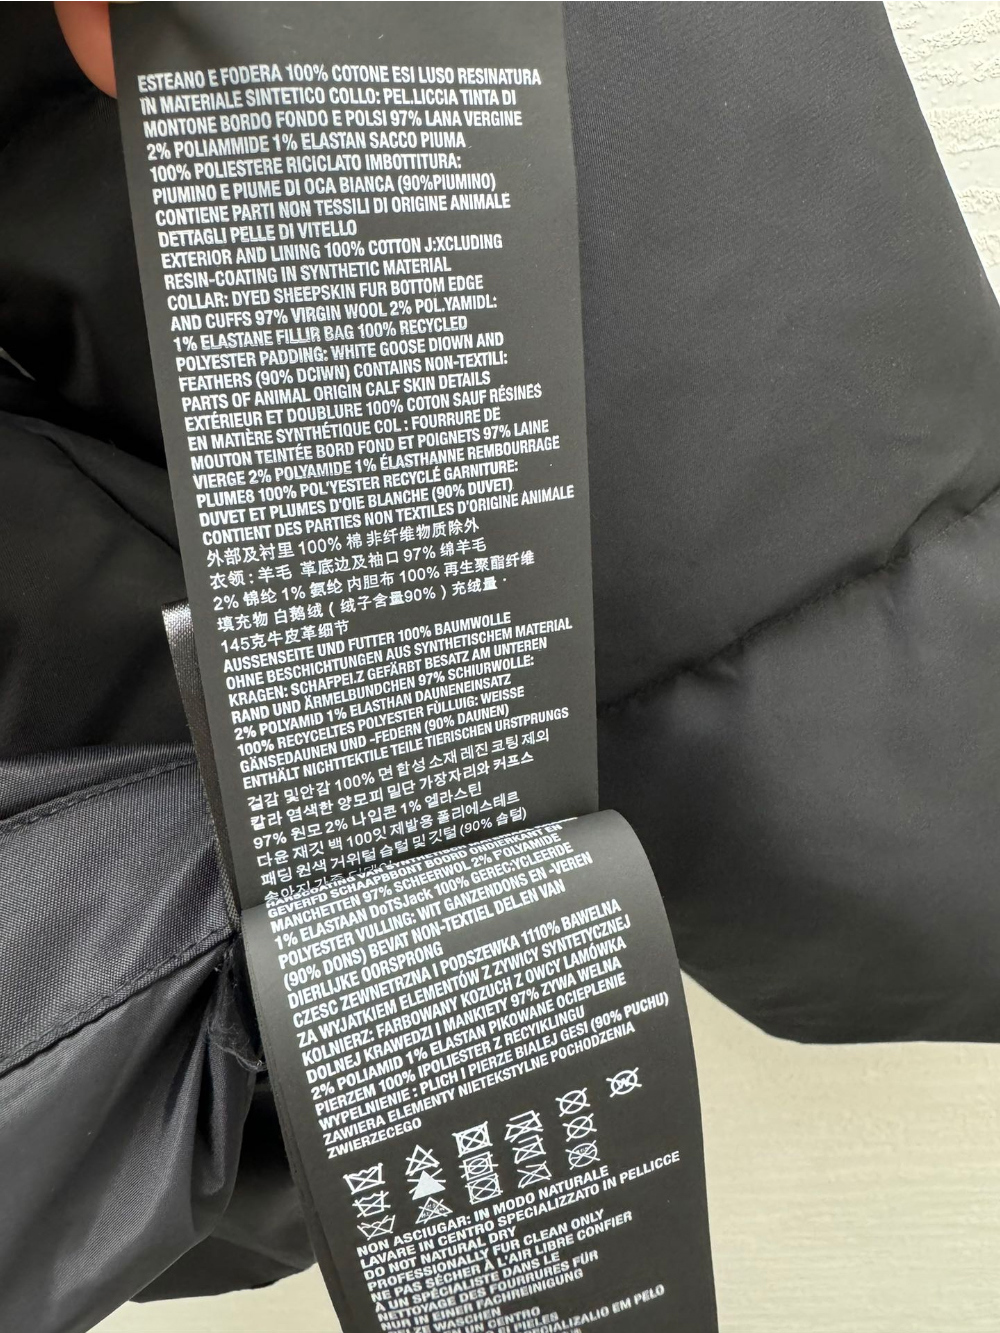 ESTEANO E FODERA 100% COTONE ESI LUSO RESINATURA
IN MATERIALE SINTETICO COLLO: PEL.LICCIA TINTA DI
MONTONE BORDO FONDO E POLSI 97% LANA VERGINE
2% POLIAMMIDE 1% ELASTAN SACCO PIUMA
100% POLIESTERE RICICLATO IMBOTTITURA:
PIUMINO E PIUME DI OCA BIANCA (90%PIUMINO)
CONTIENE PARTI NON TESSILI DI ORIGINE ANIMALE
DETTAGLI PELLE DI VITELLO
EXTERIOR AND LINING 100% COTTON J:XCLUDING
RESIN-COATING IN SYNTHETIC MATERIAL
COLLAR: DYED SHEEPSKIN FUR BOTTOM EDGE
AND CUFFS 97% VIRGIN WOOL 2% POL.YAMIDL:
1% ELASTANE FILLIR BAG 100% RECYCLED
POLYESTER PADDING: WHITE GOOSE DIOWN AND
FEATHERS (90% DCIWN) CONTAINS NON-TEXTILI:
PARTS OF ANIMAL ORIGIN CALF SKIN DETAILS
EXTÉRIEUR ET DOUBLURE 100% COTON SAUF RÉSINÉS
EN MATIÈRE SYNTHÉTIQUE COL : FOURRURE DE
MOUTON TEINTÉE BORD FOND ET POIGNETS 97% LAINE
VIERGE 2% POLYAMIDE 1% ÉLASTHANNE REMBOURRAGE
PLUME8 100% POL'YESTER RECYCLÉ GARNITURE:
DUVET ET PLUMES D'OIE BLANCHE (90% DUVET)
CONTIENT DES PARTIES NON TEXTILES D'ORIGINE ANIMALE
外部及衬里 100% 棉 非纤维物质除外
衣领 : 羊毛 革底边及袖口 97% 绵羊毛
2% 锦纶 1% 氨纶 内胆布 100% 再生聚酯纤维
填充物 白鹅绒 ( 绒子含量90% ) 充绒量 ·
145克牛皮革细节
AUSSENSEITE UND FUTTER 100% BAUMWOLLE
OHNE BESCHICHTUNGEN AUS SYNTHETISCHEM MATERIAL
KRAGEN: SCHAFPEI.Z GEFÄRBT BESATZ AM UNTEREN
RAND UND ÄRMELBUNDCHEN 97% SCHIURWOLLE:
2% POLYAMID 1% ELASTHAN DAUNENEINSATZ
100% RECYCELTES POLYESTER FÜLLUIG: WEISSE
GÄNSEDAUNEN UND -FEDERN (90% DAUNEN)
ENTHÄLT NICHTTEKTILE TEILE TIERISCHEN URSTPRUNGS
걸감 및안감 100% 면 합성 소재 레진 코팅 제외
칼라 염색한 양모피 밑단 가장자리와 커프스
97% 원모 2% 나입콘 1% 엘라스틴
다운 재깃 백 100잇 제발용 폴리에스테르
패딩 원색 거위털 솜털 및 깃털 (90% 솜털)
GEVERFD SCHAAPBBONT BOORD ONDIERKANT EN
MANCHETTEN 97% SCHEERWOL 2% POLYAMIDE
1% ELASTAAN DoTSJack 100% GEREC:YCLEERDE
POLYESTER VULLING: WIT GANZENDONS EN -VEREN
(90% DONS) BEVAT NON-TEXTIEL DEI.EN VAN
DIERLIJKE OORSPRONG
CZESC ZEWNETRZNA I PODSZEWKA 1110% BAWELNA
ZA WYJATKIEM ELEMENTÓW Z ZYWICY SYNTETYCZNEJ
KOLNIERZ: FARBOWANY KOZUCH Z OWCY LAMÓWKA
DOLNEJ KRAWEDZI I MANKIETY 97% ZYWA WELNA
2% POLIAMID 1% ELASTAN PIKOWANE OCIEPLENIE
PIERZEM 100% IPOLIESTER Z RECYKLINGU
WYPELNIENIE : PLICH I PIERZE BIALEJ GESI (90% PUCHU)
ZAWIERA ELEMENTY NIETEKSTYLNE POCHODZENIA
ZWIERZECEGO
NON ASCIUGAR: IN MODO NATURALE
LAVARE IN CENTRO SPECIALIZZATO IN PELLICCE
DO NOT NATURAL DRY
PROFESSIONALLY FUR CLEAN ONLY
NE PAS SÉCHER À L'AIR LIBRE CONFIER
À UN SPÉCIALISTE DANS LE
NETTOYAGE DES FOURRURES FÜR
NUR IN UNER FACHREINIGUNG